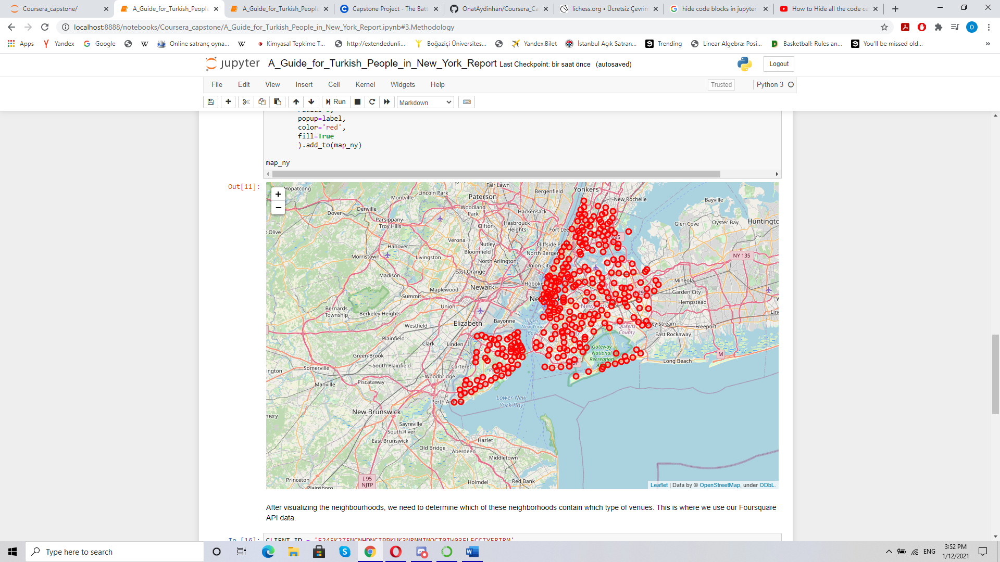 Coursera_capstone/
A_Guide_for_Turkish_People
A_Guide_for_Turkish_People
Capstone Project - The Batt
OnatAydinhan/Coursera_Ca
lichess.org • Ücretsiz Çevrim
hide code blocks in jupyter
How to Hide all the code ce
localhost:8888/notebooks/Coursera_capstone/A_Guide_for_Turkish_People_in_New_York_Report.ipynb#3.Methodology
Apps
Yandex
Google
Online satranç oyna...
Kimyasal Tepkime T...
http://extendedunli...
Boğaziçi Üniversites...
Yandex.Bilet
İstanbul Açık Satran...
Trending
Linear Algebra: Posi...
Basketball: Rules an...
You'll be missed old...
jupyter
A_Guide_for_Turkish_People_in_New_York_Report Last Checkpoint: bir saat önce (autosaved)
Logout
File Edit View Insert Cell Kernel Widgets Help
Trusted
Python 3
Run
Markdown
popup=label,
color='red',
fill=True
).add_to(map_ny)
map_ny
Out[11]:
+
−
Hopatcong
Fair Lawn
Yonkers
Bergenfield
Lincoln Park
Paterson
Montville
New Rochelle
Bayville
Denville
Woodland Park
Hackensack
Dover
Parsippany-Troy Hills
Glen Cove
Oyster Bay
Huntingto
t Olive
Clifton
Hasbrouck Heights
Fort Lee
Verona
Nutley
Cliffside
Hanover
Bloomfield
North Bergen
Morristown
Livingston
North Arlington
Union City
NY 135
East Orange
Madison
Mineola
Maplewood
Newark
Hoboken
Garden City
Summit
Hempstead
Bernards Township
Berkeley Heights
Union
Bayonne
Elizabeth
Upper New York Bay
Westfield
Queens County
Freeport
East Rockaway
Plainfield
Clark
Linden
Gateway National Recreation
Green Brook
M
Long Beach
South Plainfield
Carteret
Somerville
ington
Woodbridge
Piscataway
Manville
Lower New York Bay
New Brunswick
mery
Sayreville
South River
East Brunswick
Hazlet
Old Bridge
Aberdeen
Middletown
I 95 NJTP
Princeton
Holmdel
Red Bank
Plainsboro
Leaflet | Data by © OpenStreetMap, under ODbL.
After visualizing the neighbourhoods, we need to determine which of these neighborhoods contain which type of venues. This is where we use our Foursquare
API data.
In [16]:
CLIENT_ID =
Type here to search
ENG
3:52 PM
1/12/2021